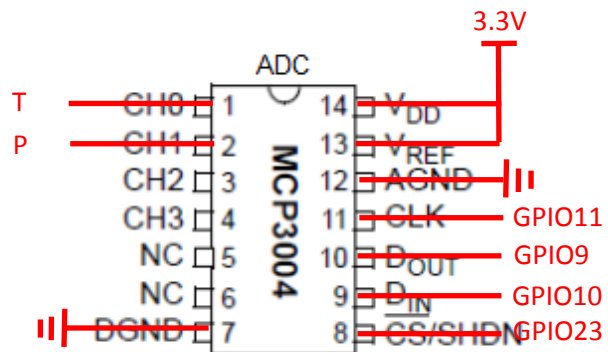 3.3V
ADC
T CH0 1 14 VDD
P CH1 2 13 VREF
CH2 3 12 AGND
CH3 4 11 CLK GPIO11
NC 5 10 DOUT GPIO9
NC 6 9 DIN GPIO10
DGND 7 8 CS/SHDN GPIO23
MCP3004